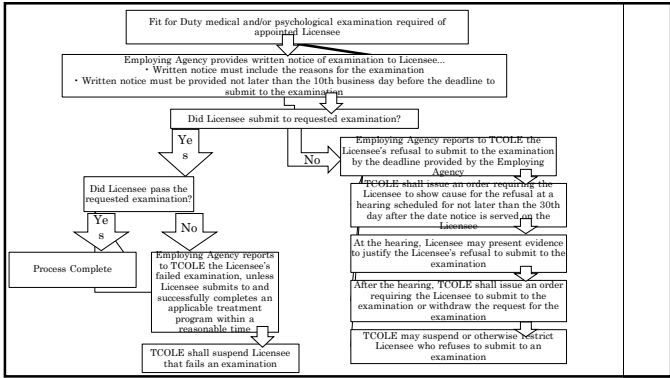 Fit for Duty medical and/or psychological examination required of
appointed Licensee
Employing Agency provides written notice of examination to Licensee...
• Written notice must include the reasons for the examination
• Written notice must be provided not later than the 10th business day before the deadline to
submit to the examination
Did Licensee submit to requested examination?
Ye
s
No
Employing Agency reports to TCOLE the
Licensee's refusal to submit to the examination
by the deadline provided by the Employing
Agency
TCOLE shall issue an order requiring the
Licensee to show cause for the refusal at a
hearing scheduled for not later than the 30th
day after the date notice is served on the
Licensee
At the hearing, Licensee may present evidence
to justify the Licensee's refusal to submit to the
examination
After the hearing, TCOLE shall issue an order
requiring the Licensee to submit to the
examination or withdraw the request for the
examination
TCOLE may suspend or otherwise restrict
Licensee who refuses to submit to an
examination
Did Licensee pass the
requested examination?
Ye
s
No
Process Complete
Employing Agency reports
to TCOLE the Licensee's
failed examination, unless
Licensee submits to and
successfully completes an
applicable treatment
program within a
reasonable time
TCOLE shall suspend Licensee
that fails an examination